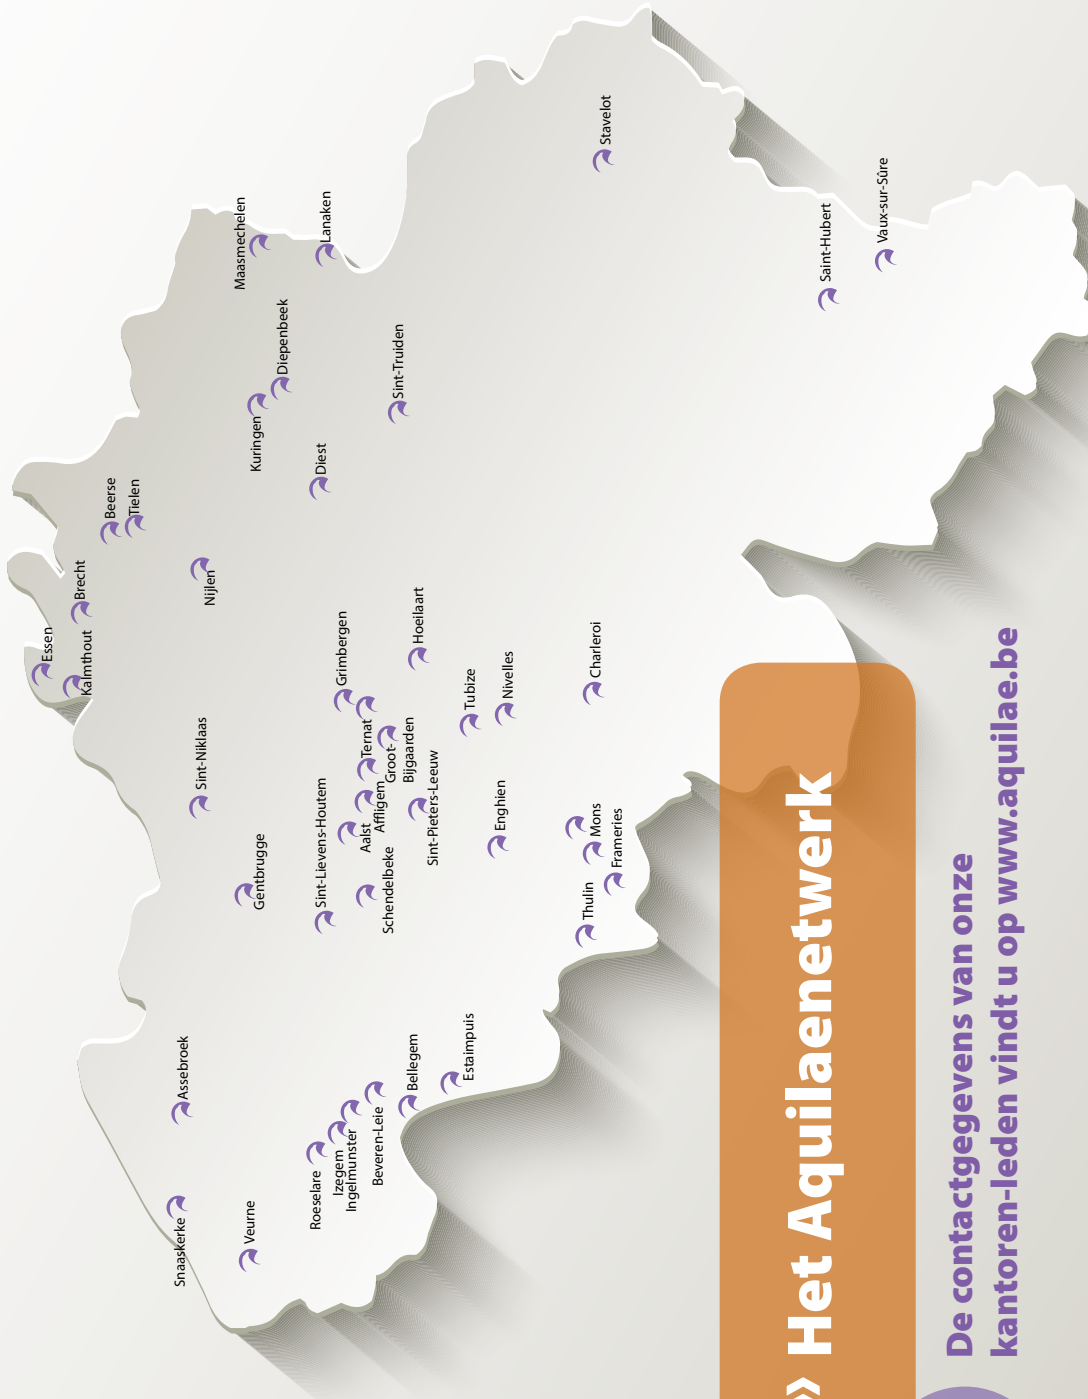 Essen
Kalmthout
Brecht
Beerse
Tielen
Nijlen
Sint-Niklaas
Gentbrugge
Assebroek
Snaaskerke
Veurne
Roeselare
Izegem
Ingelmunster
Beveren-Leie
Bellegem
Estaimpuis
Sint-Lievens-Houtem
Schendelbeke
Aalst
Affligem
Ternat
Groot-
Bijgaarden
Grimbergen
Sint-Pieters-Leeuw
Hoeilaart
Tubize
Nivelles
Enghien
Charleroi
Mons
Frameries
Thulin
Maasmechelen
Lanaken
Diepenbeek
Kuringen
Diest
Sint-Truiden
Stavelot
Saint-Hubert
Vaux-sur-Sûre
» Het Aquilaenetwerk
De contactgegevens van onze
kantoren-leden vindt u op www.aquilae.be